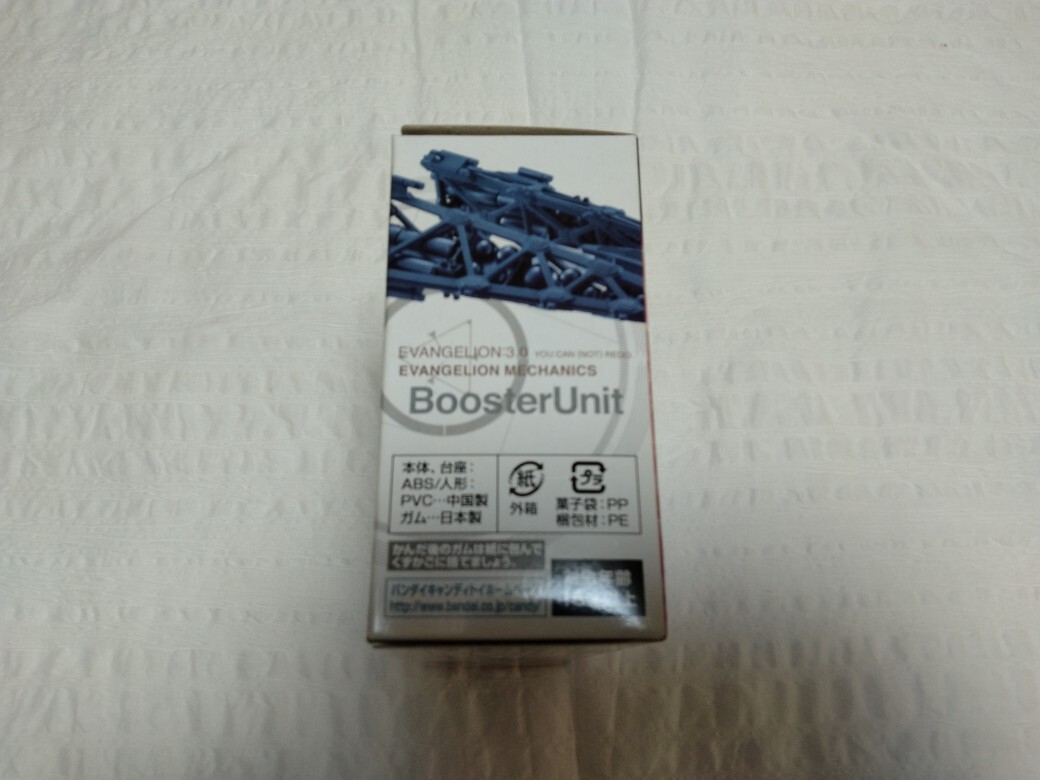 EVANGELION:3.0 YOU CAN (NOT) REDO.
EVANGELION MECHANICS
BoosterUnit
本体、台座:
ABS/人形:
PVC…中国製
ガム…日本製
紙
外箱
プラ
菓子袋:PP
梱包材:PE
かんだ後のガムは紙に包んで
くずかごに捨てましょう。
バンダイキャンディトイホームページ
http://www.bandai.co.jp/candy/